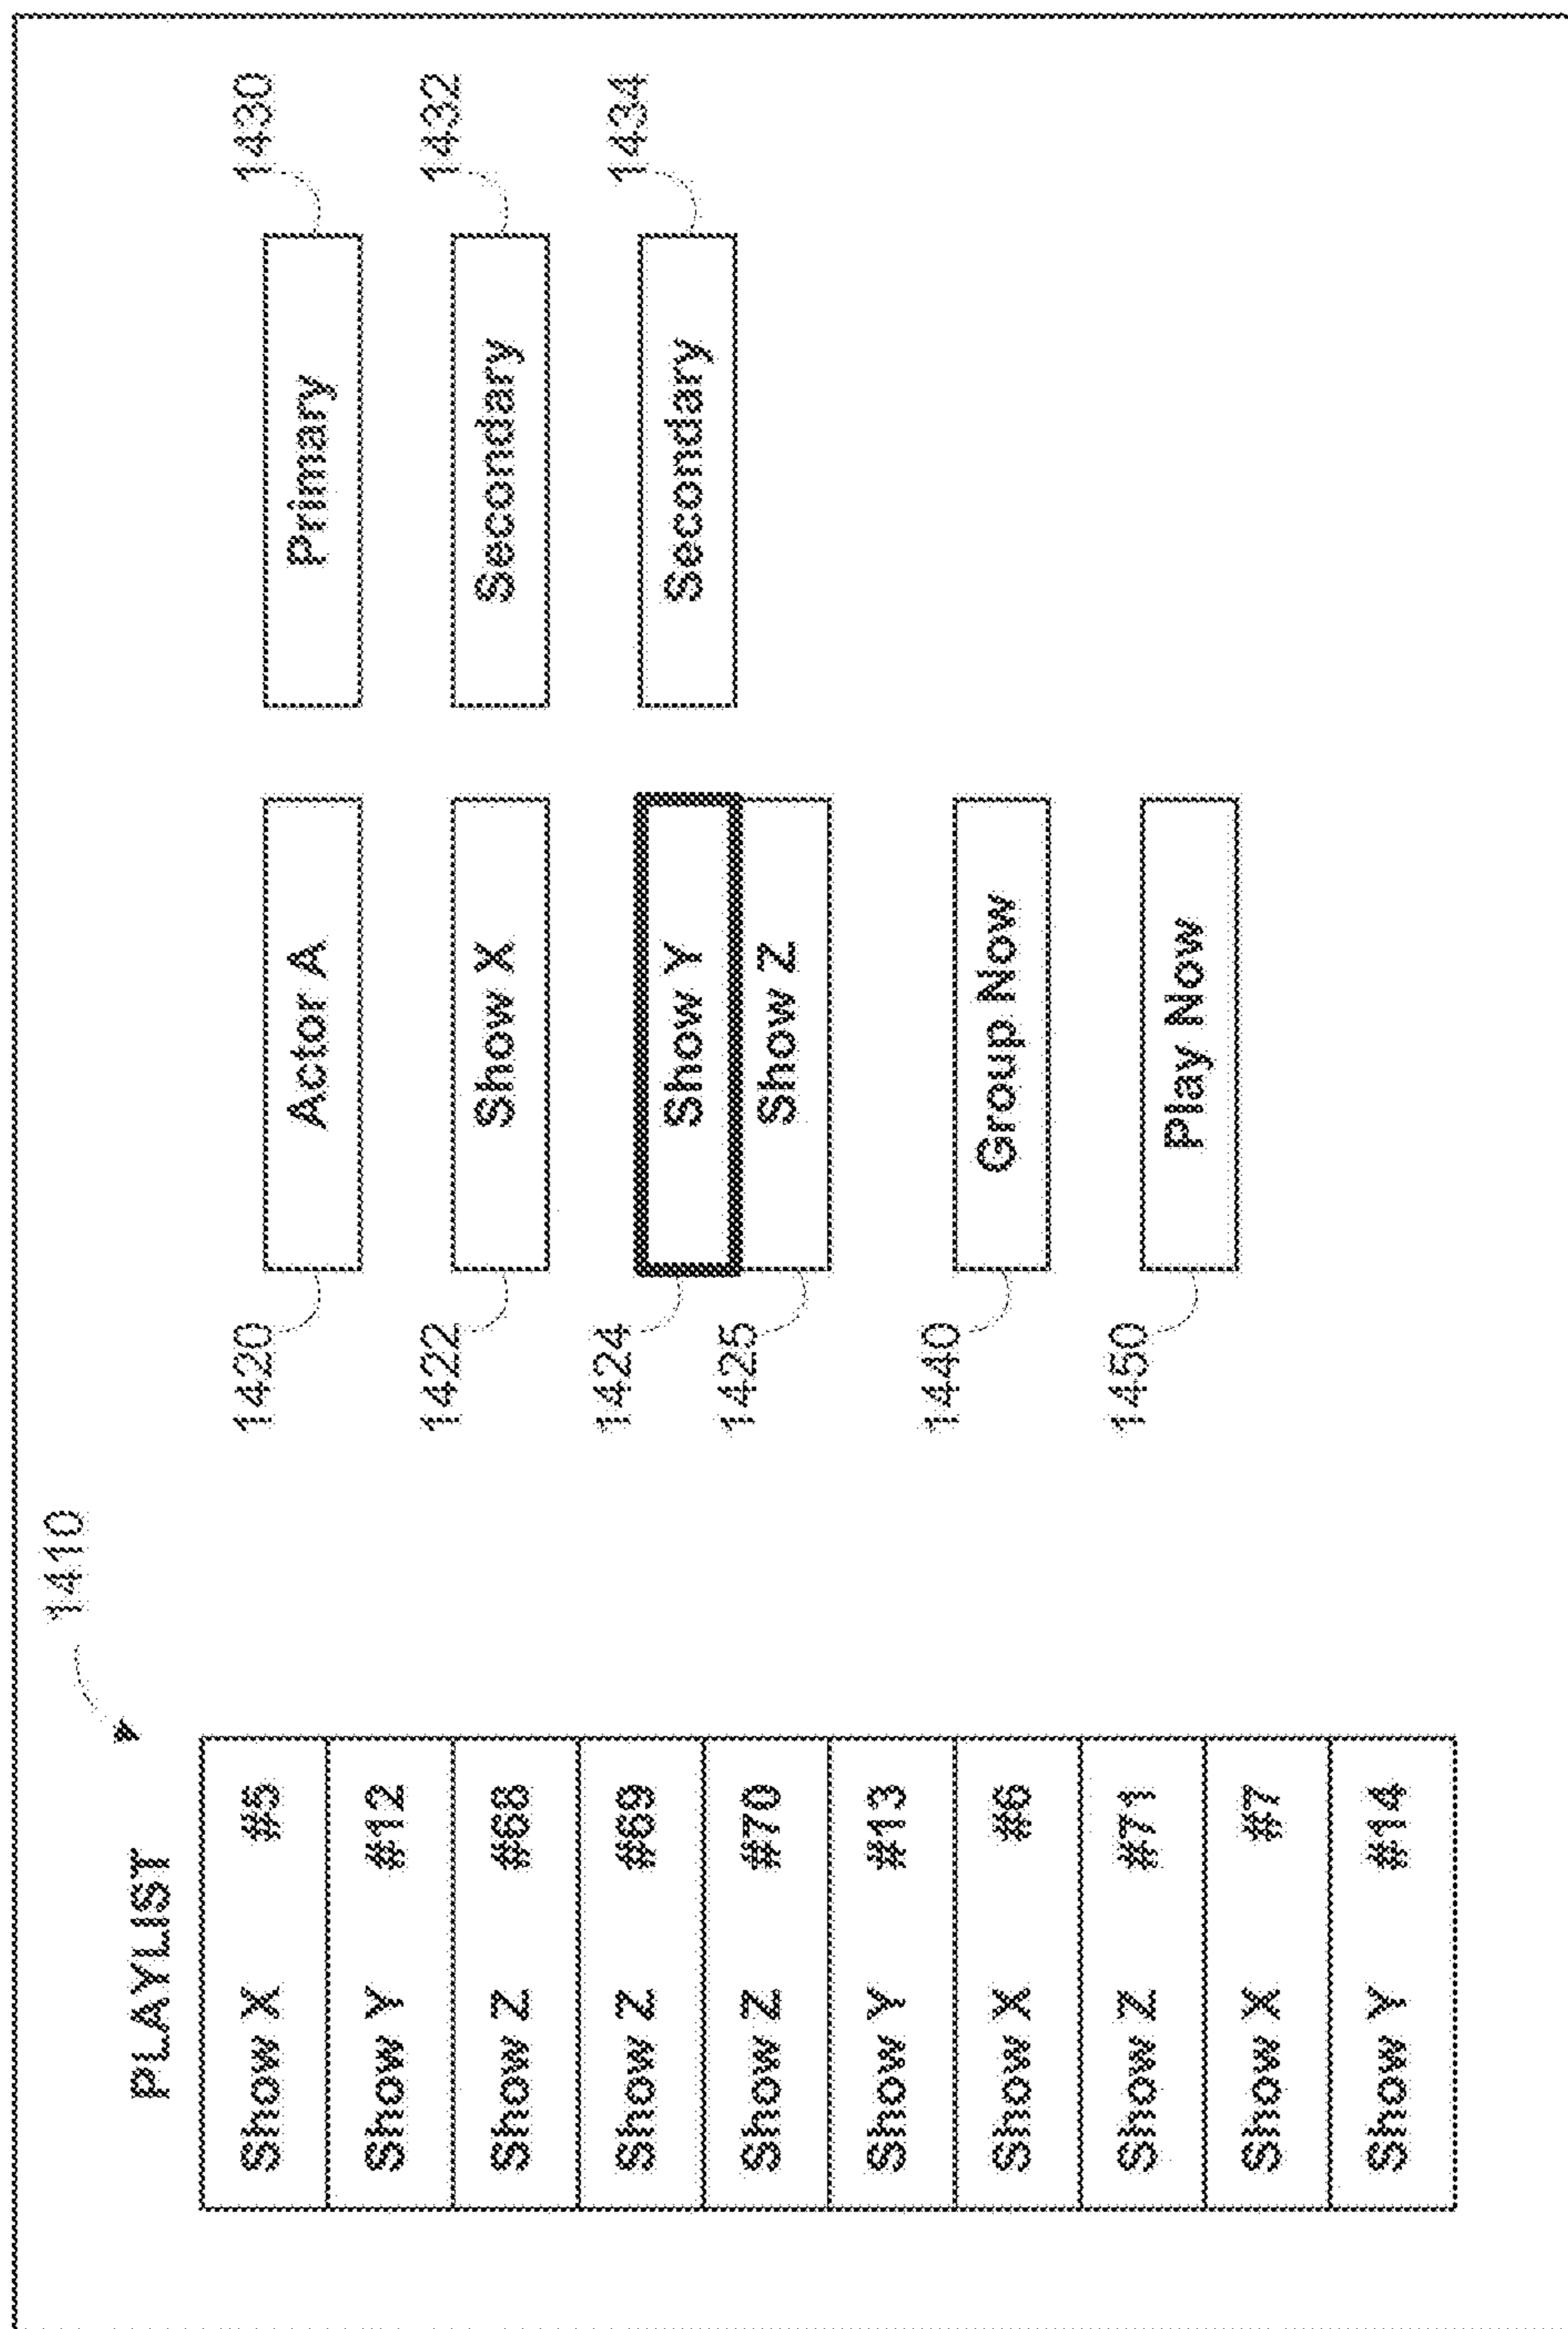 1410
PLAYLIST
Show X #5
Show Y #12
Show Z #68
Show Z #69
Show Z #70
Show Y #13
Show X #6
Show Z #71
Show X #7
Show Y #14
1420 Actor A Primary 1430
1422 Show X Secondary 1432
1424 Show Y Secondary 1434
1425 Show Z
1440 Group Now
1450 Play Now